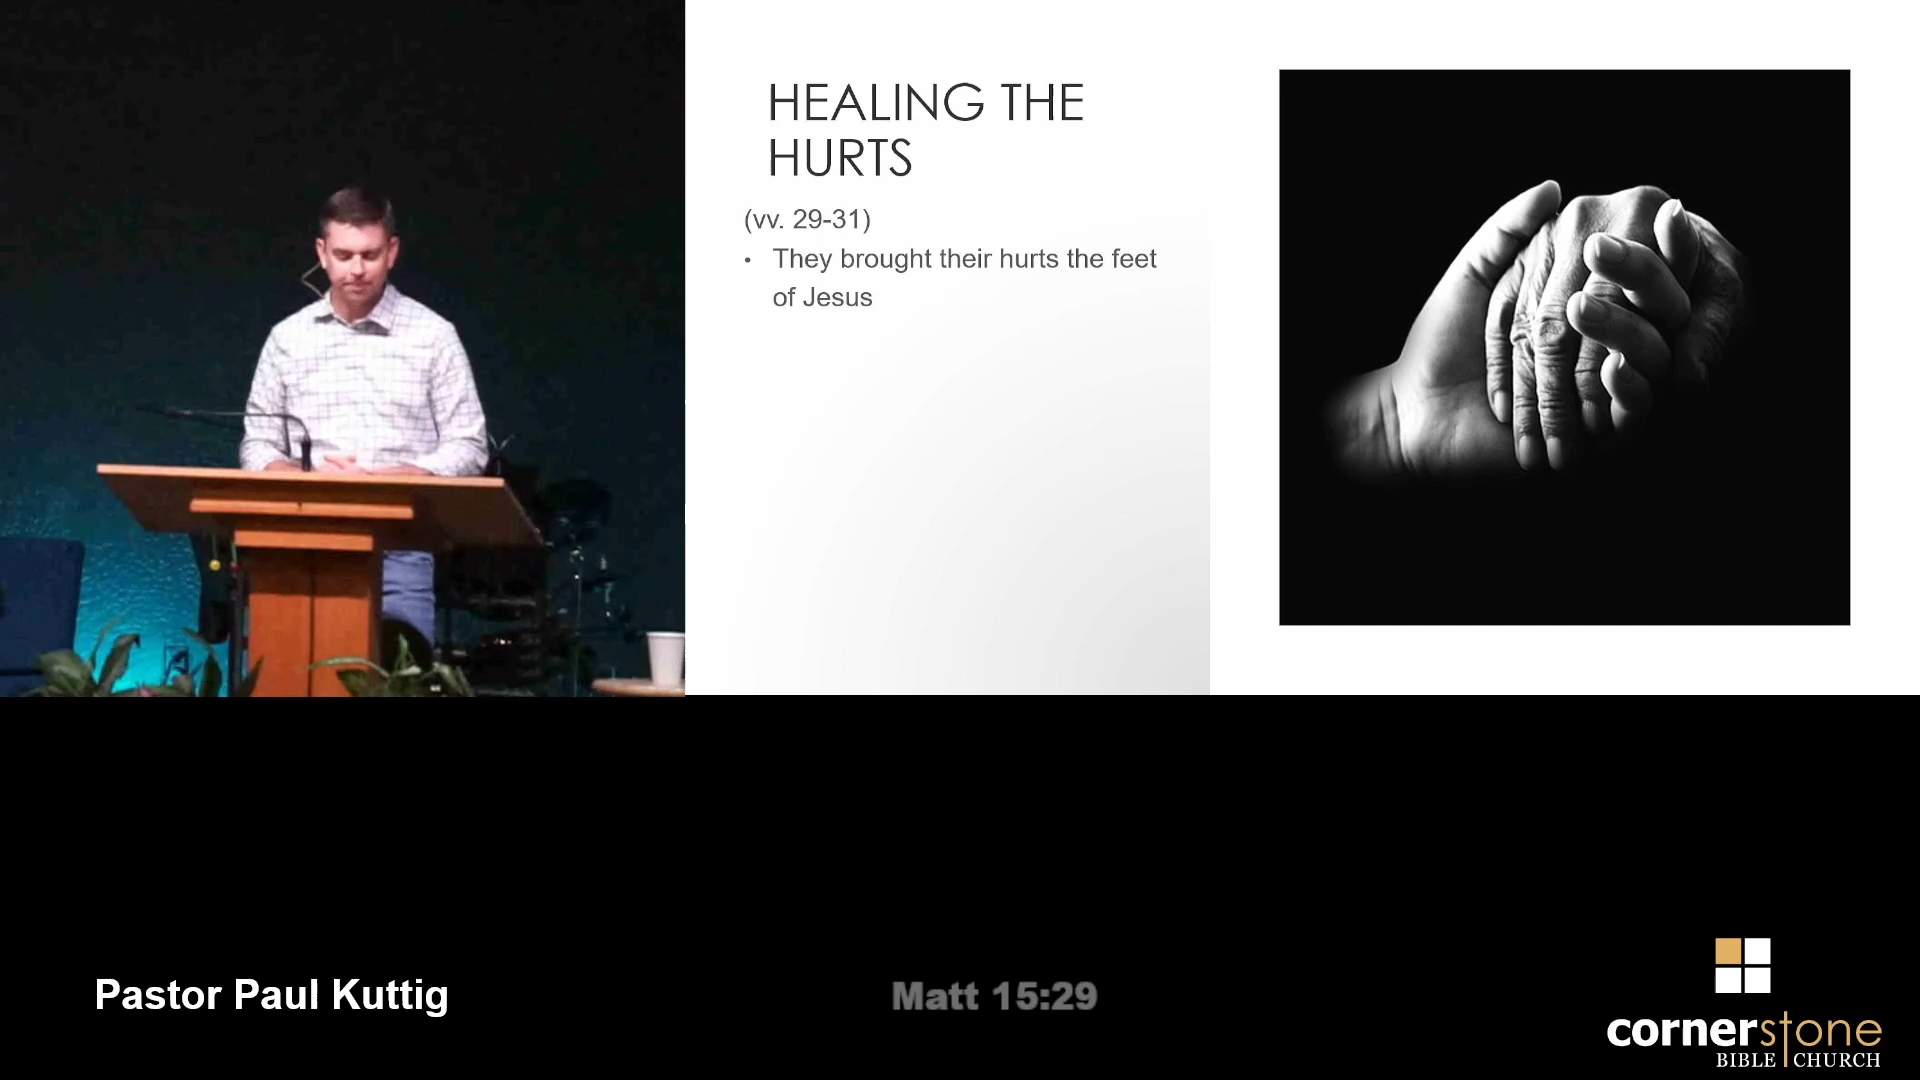 HEALING THE
HURTS
(vv. 29-31)
• They brought their hurts the feet
of Jesus
Pastor Paul Kuttig
Matt 15:29
cornerstone
BIBLE CHURCH